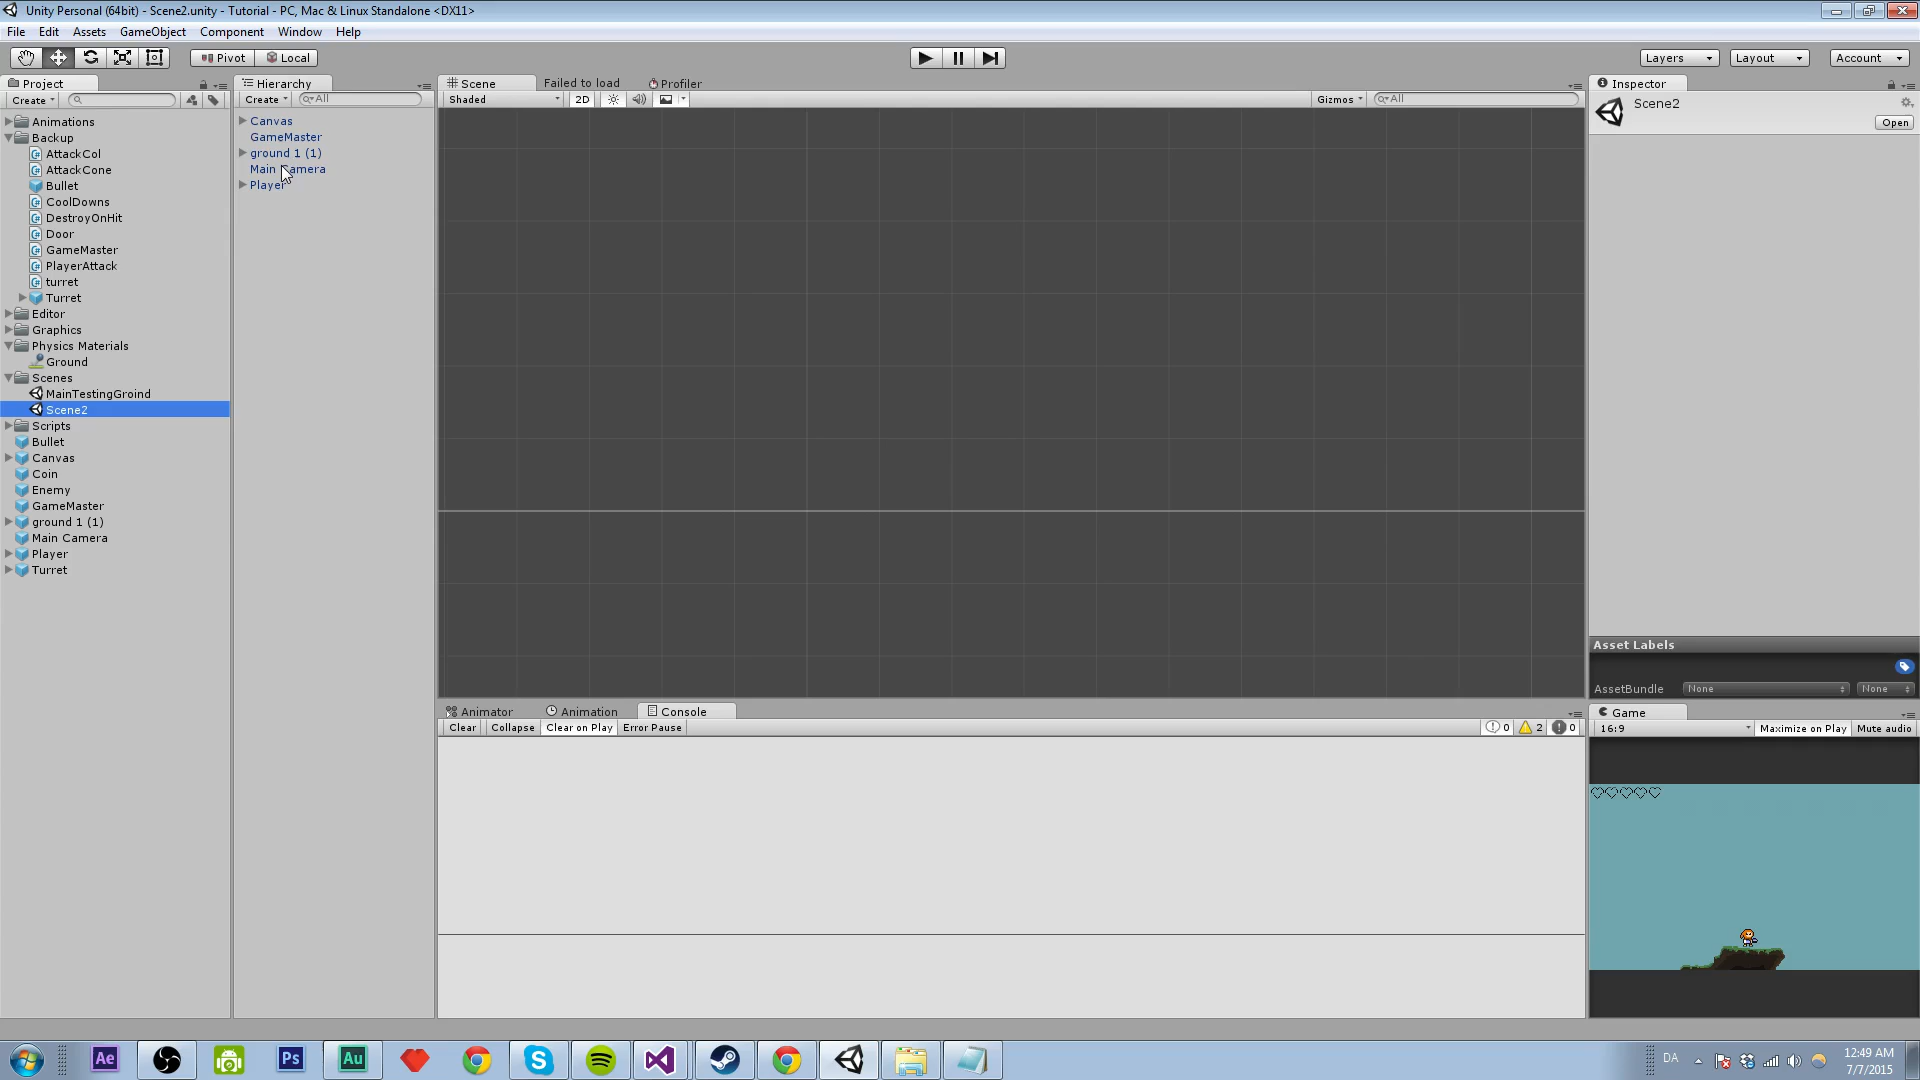 Unity Personal (64bit) - Scene2.unity - Tutorial - PC, Mac & Linux Standalone <DX11>
File Edit Assets GameObject Component Window Help
Pivot Local Layers Layout Account
Project Hierarchy Scene Failed to load Profiler Inspector
Create Create All Shaded 2D Gizmos All
Scene2
Open
Animations
Backup
AttackCol
AttackCone
Bullet
CoolDowns
DestroyOnHit
Door
GameMaster
PlayerAttack
turret
Turret
Editor
Graphics
Physics Materials
Ground
Scenes
MainTestingGroind
Scene2
Scripts
Bullet
Canvas
Coin
Enemy
GameMaster
ground 1 (1)
Main Camera
Player
Turret
Canvas
GameMaster
ground 1 (1)
Main Camera
Player
Asset Labels
AssetBundle None None
Animator Animation Console
Clear Collapse Clear on Play Error Pause 0 2 0
Game
16:9 Maximize on Play Mute audio
Ae Ps Au
DA
12:49 AM
7/7/2015